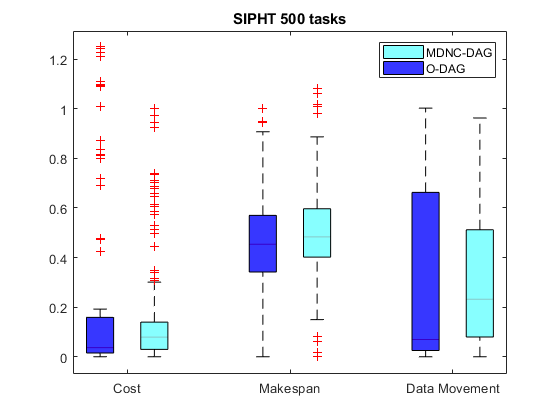 SIPHT 500 tasks
MDNC-DAG
O-DAG
1.2
1
0.8
0.6
0.4
0.2
0
Cost Makespan Data Movement